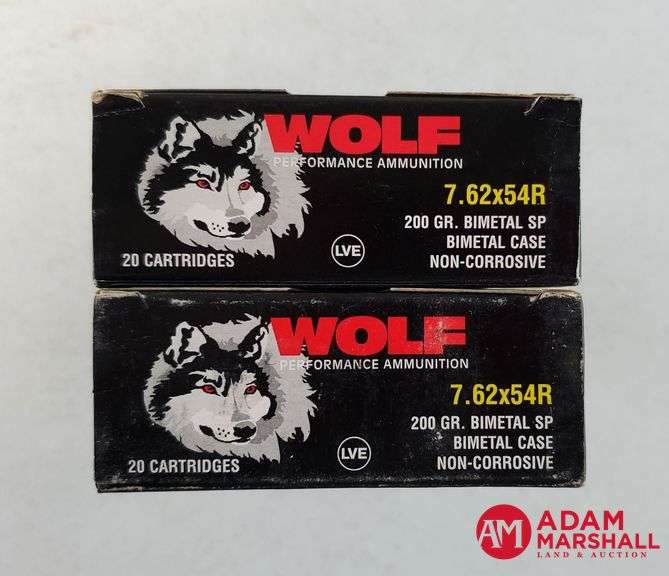 WOLF
PERFORMANCE AMMUNITION
7.62x54R
200 GR. BIMETAL SP
BIMETAL CASE
20 CARTRIDGES LVE NON-CORROSIVE
WOLF
PERFORMANCE AMMUNITION
7.62x54R
200 GR. BIMETAL SP
BIMETAL CASE
20 CARTRIDGES LVE NON-CORROSIVE
AM ADAM
MARSHALL
LAND & AUCTION